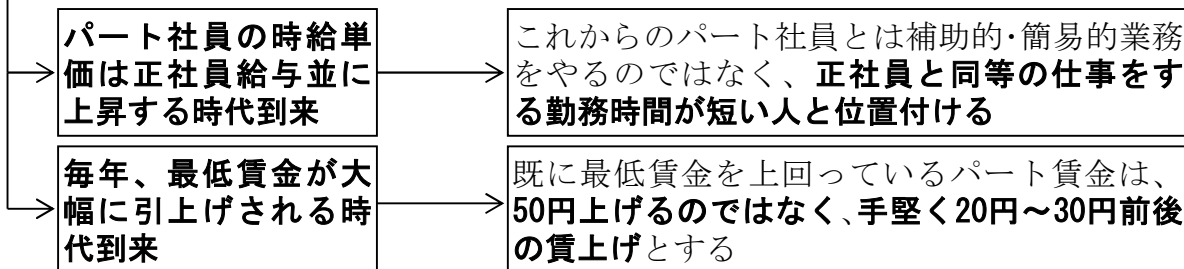 パート社員の時給単
価は正社員給与並に
上昇する時代到来
これからのパート社員とは補助的･簡易的業務
をやるのではなく、正社員と同等の仕事をす
る勤務時間が短い人と位置付ける
毎年、最低賃金が大
幅に引上げされる時
代到来
既に最低賃金を上回っているパート賃金は、
50円上げるのではなく､手堅く20円～30円前後
の賃上げとする